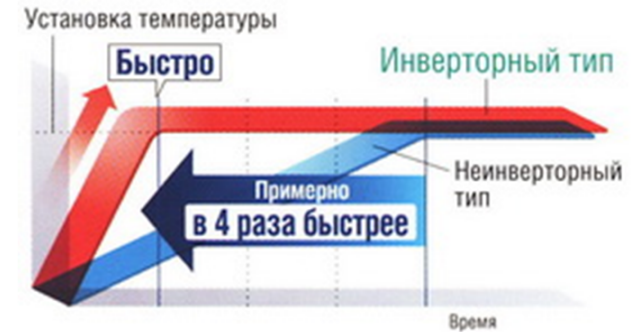 Установка температуры
Быстро
Инверторный тип
Неинверторный
тип
Примерно
в 4 раза быстрее
Время